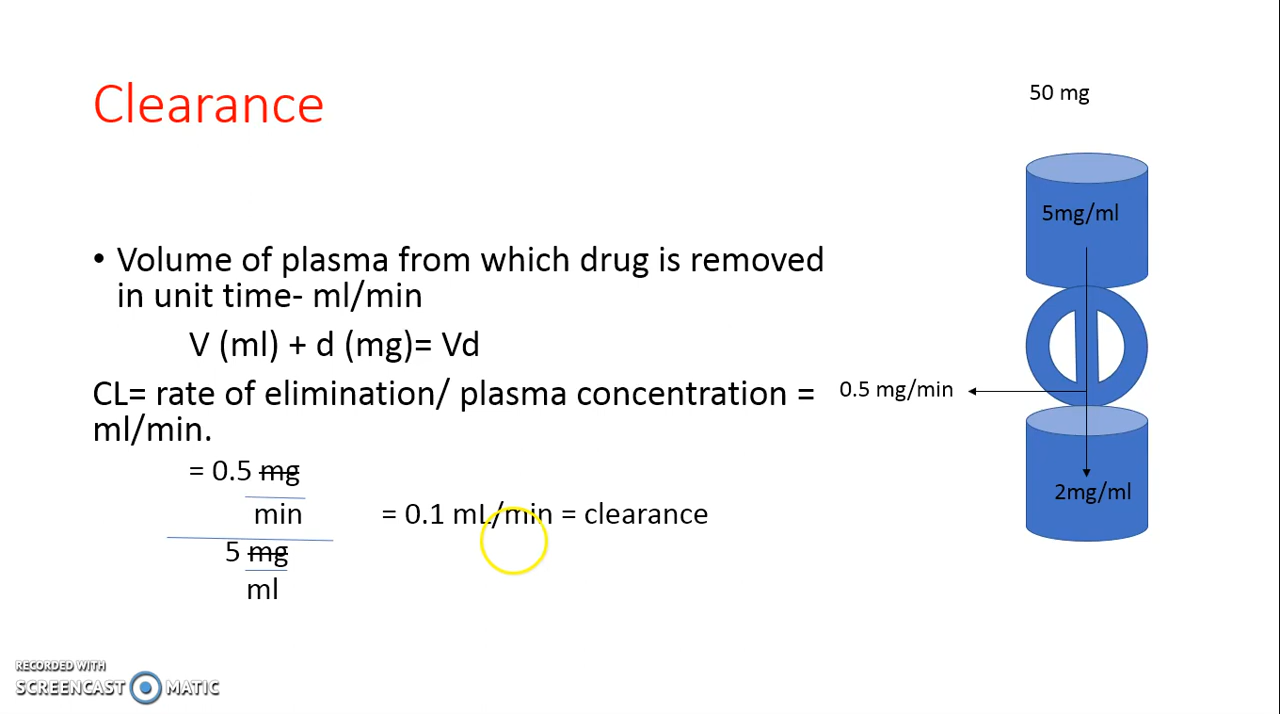 Clearance
50 mg
5mg/ml
• Volume of plasma from which drug is removed
in unit time- ml/min
V (ml) + d (mg)= Vd
CL= rate of elimination/ plasma concentration =
ml/min.
0.5 mg/min
= 0.5 mg
min
= 0.1 mL/min = clearance
5 mg
ml
2mg/ml
RECORDED WITH
SCREENCAST MATIC